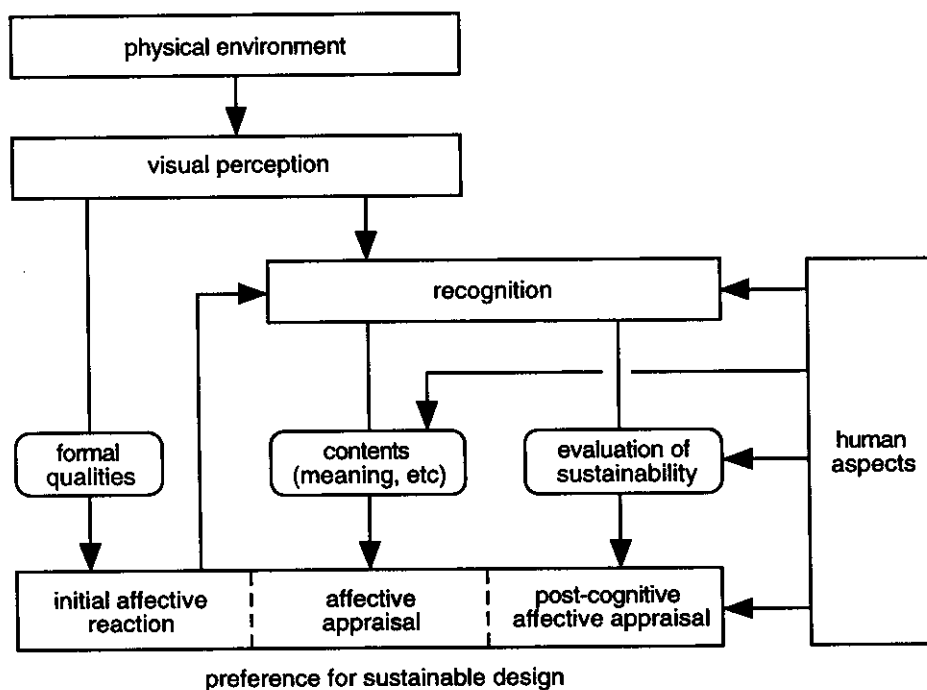 physical environment
visual perception
recognition
formal
qualities
contents
(meaning, etc)
evaluation of
sustainability
human
aspects
initial affective
reaction
affective
appraisal
post-cognitive
affective appraisal
preference for sustainable design